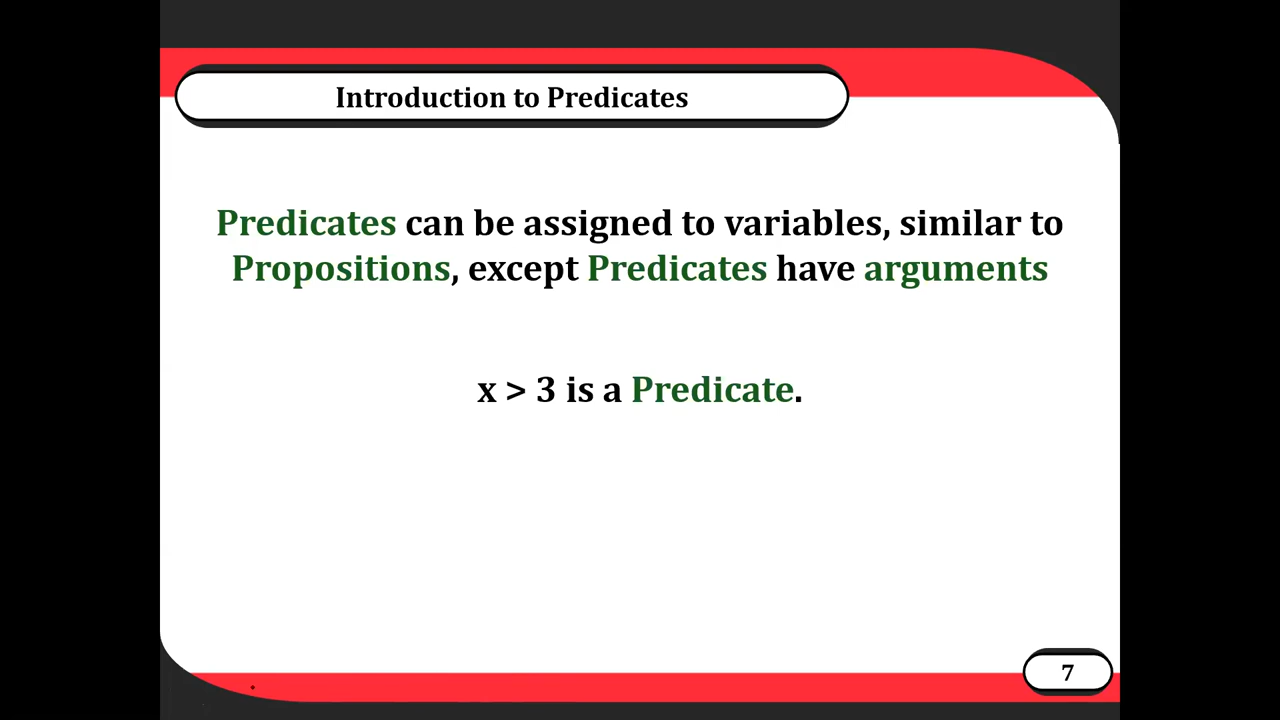 Introduction to Predicates
Predicates can be assigned to variables, similar to
Propositions, except Predicates have arguments
x > 3 is a Predicate.
7